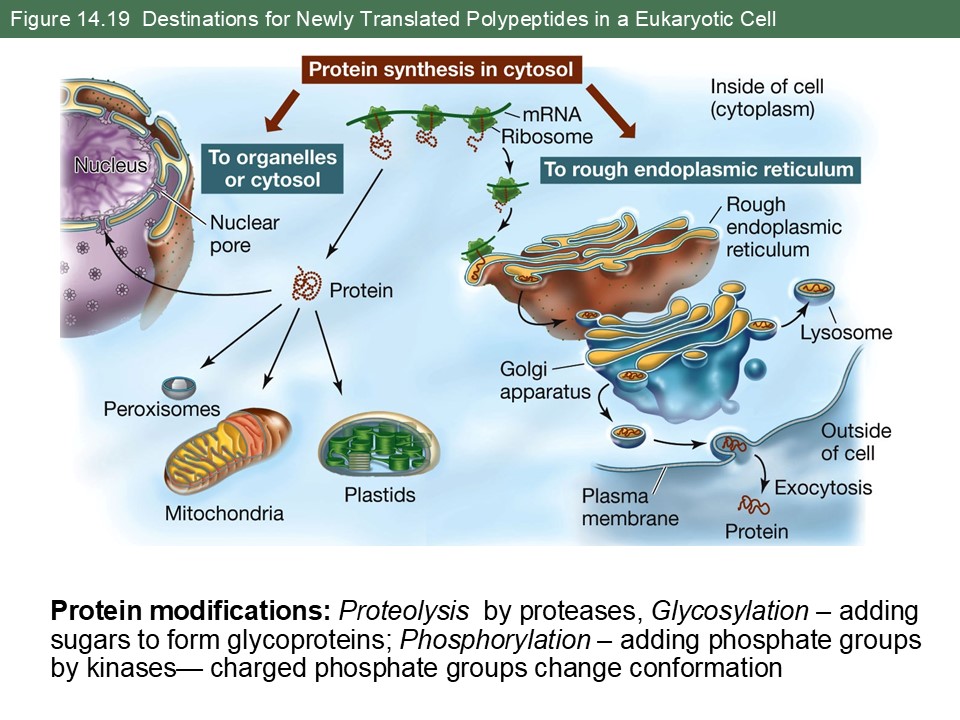 Figure 14.19  Destinations for Newly Translated Polypeptides in a Eukaryotic Cell
Protein synthesis in cytosol
Inside of cell
(cytoplasm)
mRNA
Ribosome
Nucleus
To organelles
or cytosol
To rough endoplasmic reticulum
Nuclear
pore
Rough
endoplasmic
reticulum
Protein
Lysosome
Golgi
apparatus
Peroxisomes
Outside
of cell
Plastids
Mitochondria
Plasma
membrane
Exocytosis
Protein
Protein modifications: Proteolysis  by proteases, Glycosylation – adding
sugars to form glycoproteins; Phosphorylation – adding phosphate groups
by kinases— charged phosphate groups change conformation